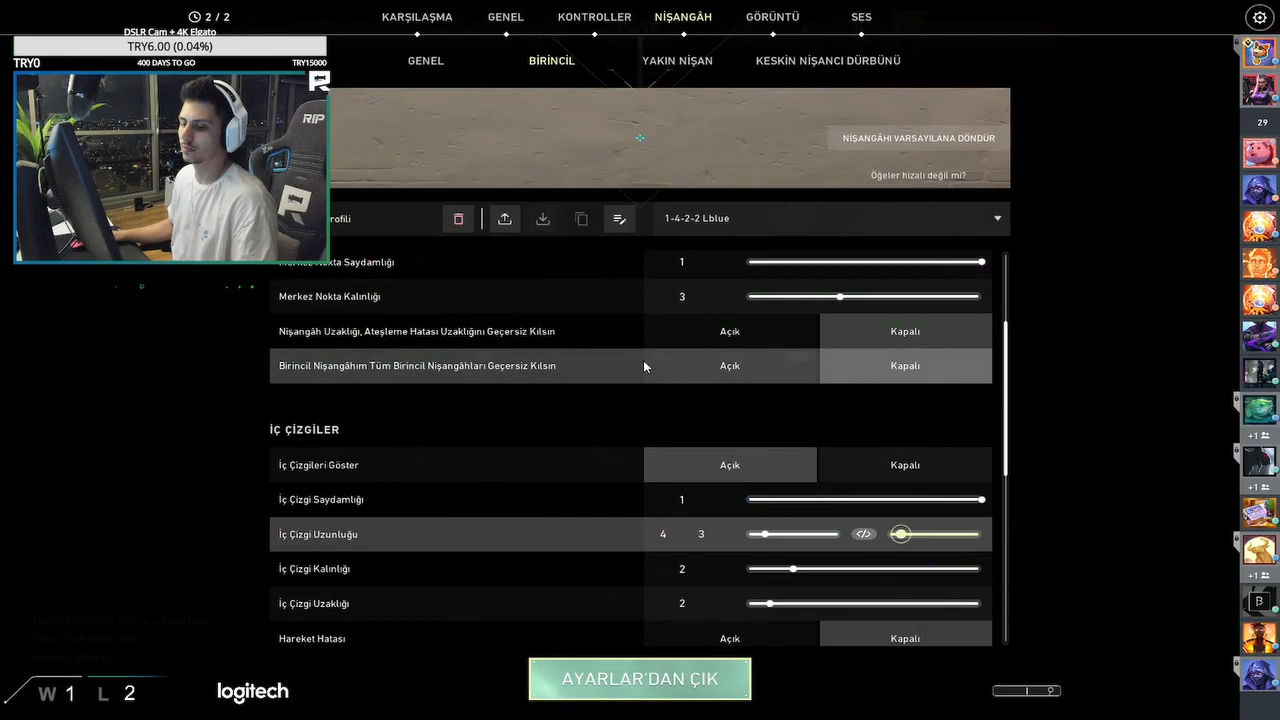 2 / 2
KARŞILAŞMA GENEL KONTROLLER NİŞANGÂH GÖRÜNTÜ SES
DSLR Cam + 4K Elgato
TRY6.00 (0.04%)
TRY0 400 DAYS TO GO TRY15000
GENEL BİRİNCİL YAKIN NİŞAN KESKİN NİŞANCI DÜRBÜNÜ
RIP
R
NİŞANGÂHI VARSAYILANA DÖNDÜR
Öğeler hizalı değil mi?
rofili 1-4-2-2 Lblue
Merkez Nokta Saydamlığı 1
Merkez Nokta Kalınlığı 3
Nişangâh Uzaklığı, Ateşleme Hatası Uzaklığını Geçersiz Kılsın Açık Kapalı
Birincil Nişangâhım Tüm Birincil Nişangâhları Geçersiz Kılsın Açık Kapalı
İÇ ÇİZGİLER
İç Çizgileri Göster Açık Kapalı
İç Çizgi Saydamlığı 1
İç Çizgi Uzunluğu 4 3
İç Çizgi Kalınlığı 2
İç Çizgi Uzaklığı 2
Hareket Hatası Açık Kapalı
AYARLAR'DAN ÇIK
W 1 L 2
logitech
29
+1
+1
+1
B